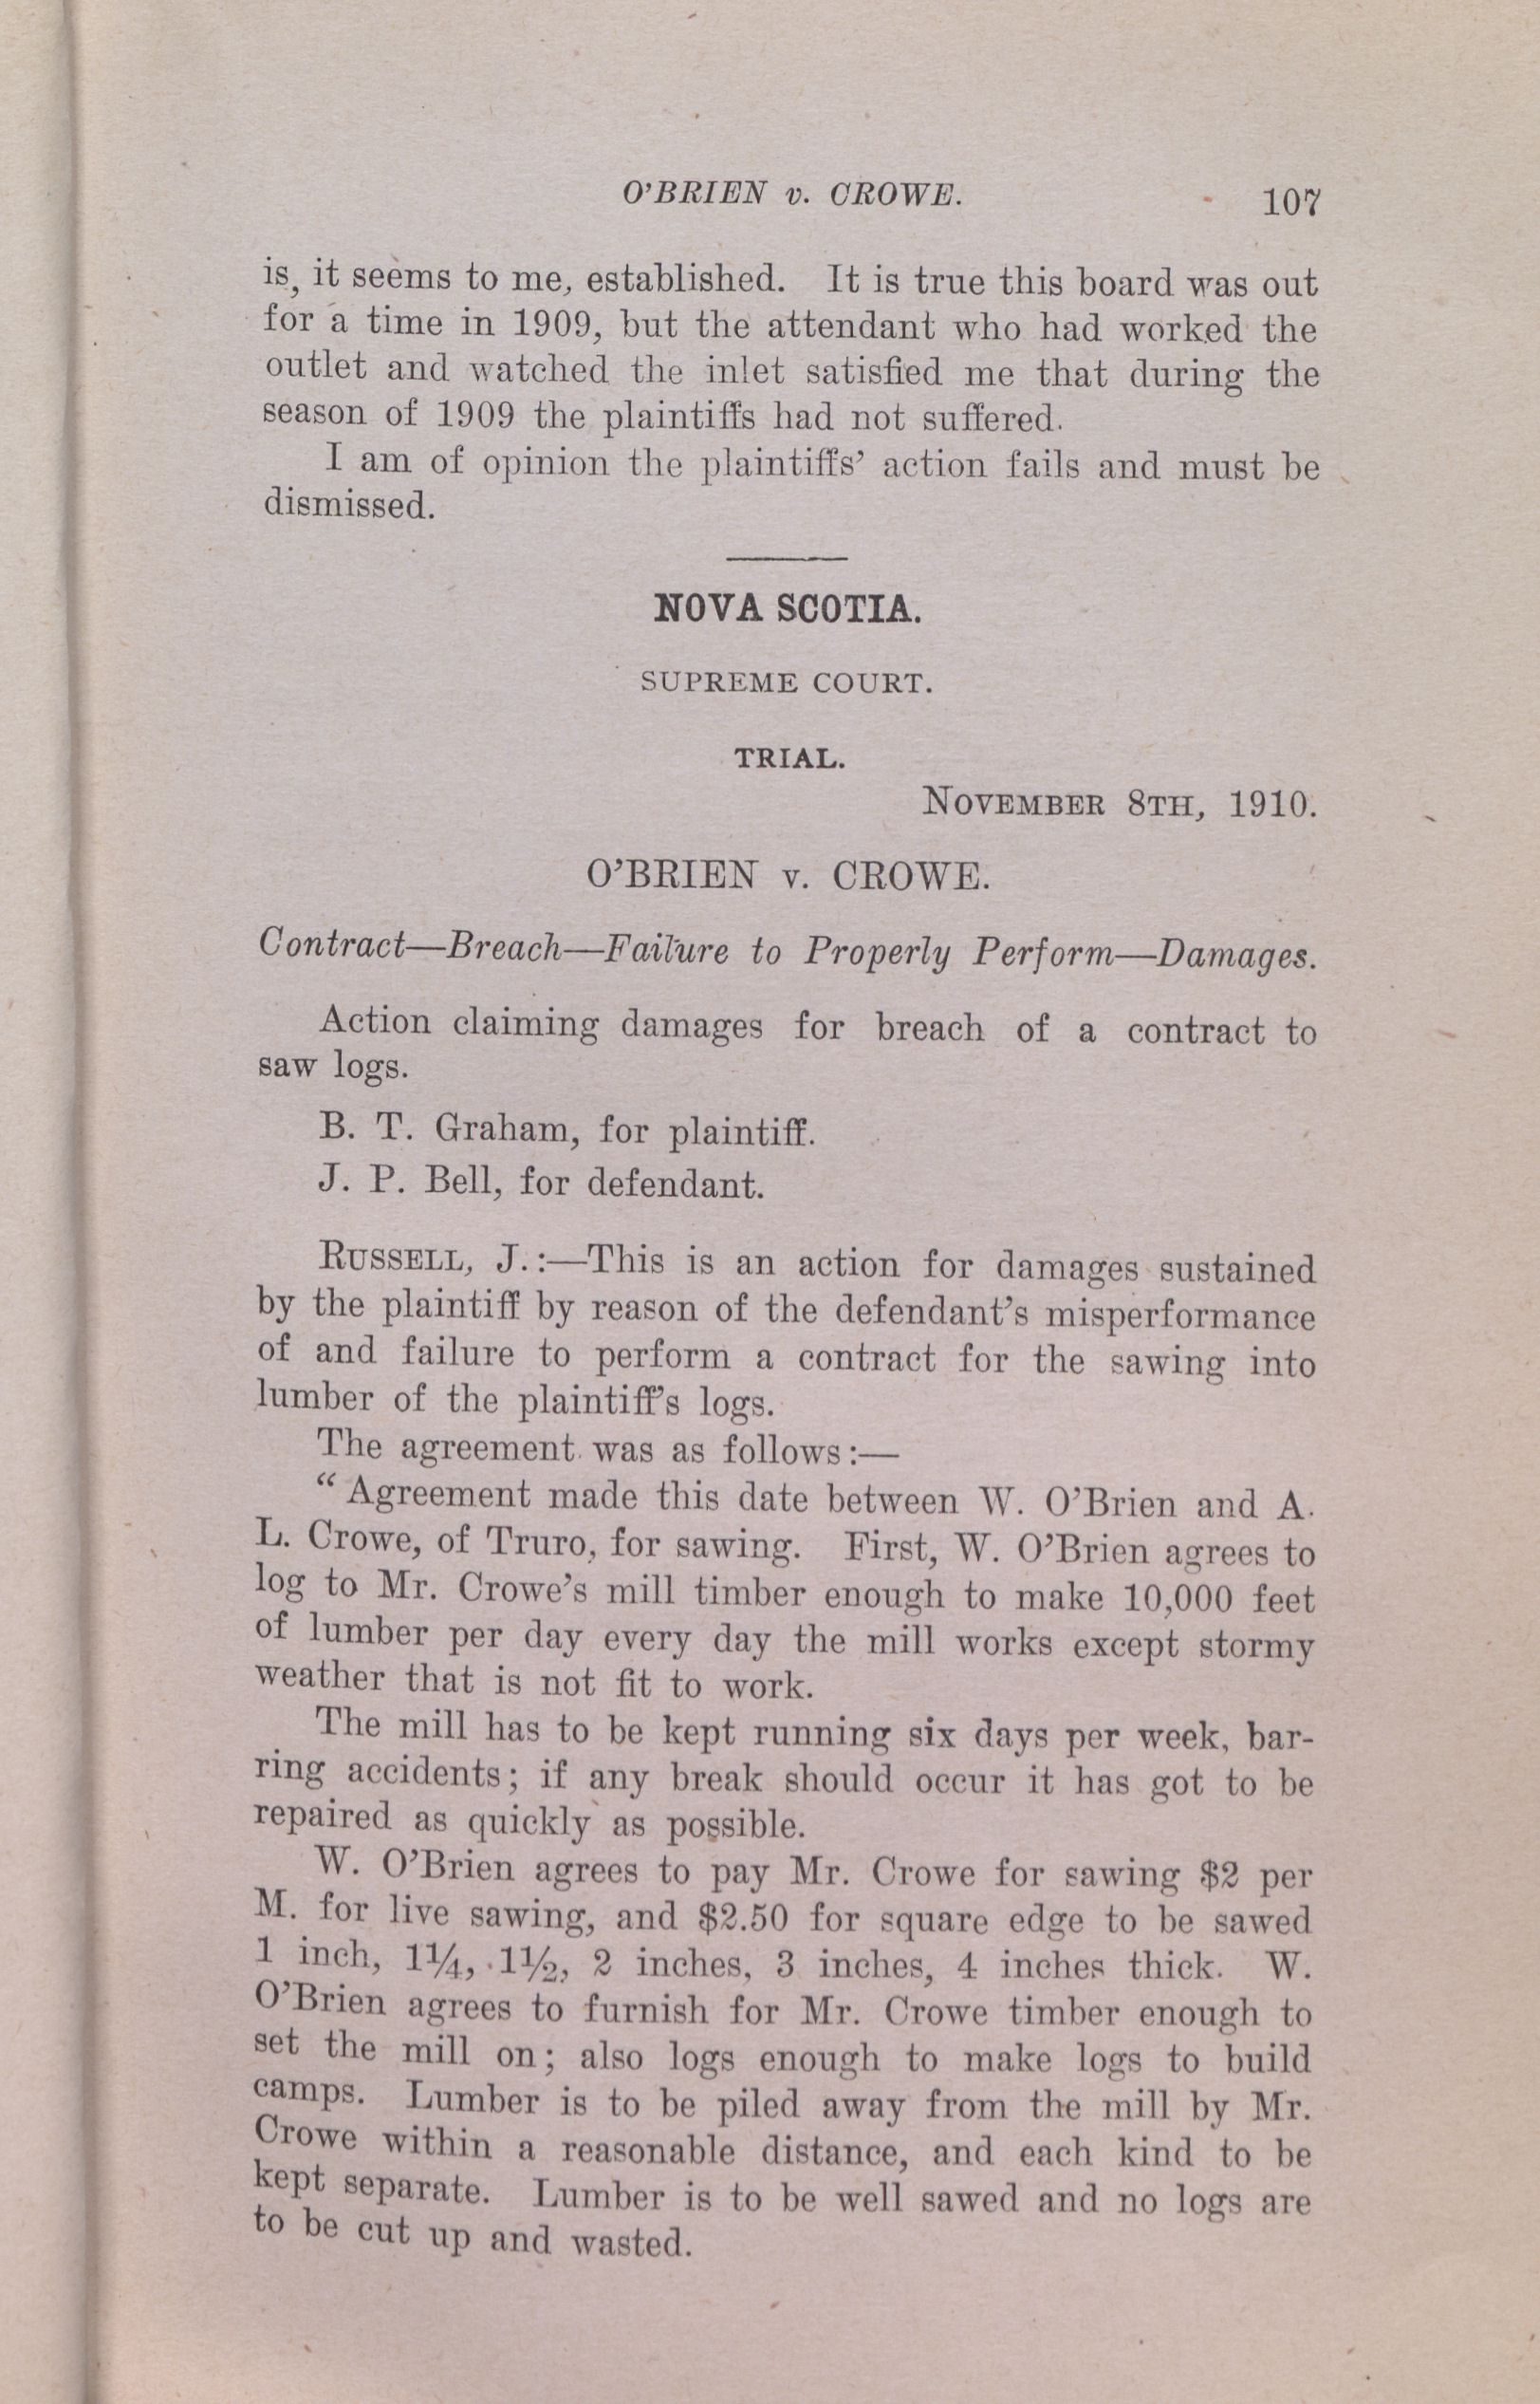 O'BRIEN v. CROWE. 107
is, it seems to me, established. It is true this board was out
for a time in 1909, but the attendant who had worked the
outlet and watched the inlet satisfied me that during the
season of 1909 the plaintiffs had not suffered.
I am of opinion the plaintiffs' action fails and must be
dismissed.
NOVA SCOTIA.
SUPREME COURT.
TRIAL.
NOVEMBER 8TH, 1910.
O'BRIEN v. CROWE.
Contract—Breach—Failure to Properly Perform—Damages.
Action claiming damages for breach of a contract to
saw logs.
B. T. Graham, for plaintiff.
J. P. Bell, for defendant.
RUSSELL, J.:—This is an action for damages sustained
by the plaintiff by reason of the defendant's misperformance
of and failure to perform a contract for the sawing into
lumber of the plaintiff's logs.
The agreement was as follows:—
"Agreement made this date between W. O'Brien and A.
L. Crowe, of Truro, for sawing. First, W. O'Brien agrees to
log to Mr. Crowe's mill timber enough to make 10,000 feet
of lumber per day every day the mill works except stormy
weather that is not fit to work.
The mill has to be kept running six days per week, bar-
ring accidents; if any break should occur it has got to be
repaired as quickly as possible.
W. O'Brien agrees to pay Mr. Crowe for sawing $2 per
M. for live sawing, and $2.50 for square edge to be sawed
1 inch, 1¼, 1½, 2 inches, 3 inches, 4 inches thick. W.
O'Brien agrees to furnish for Mr. Crowe timber enough to
set the mill on; also logs enough to make logs to build
camps. Lumber is to be piled away from the mill by Mr.
Crowe within a reasonable distance, and each kind to be
kept separate. Lumber is to be well sawed and no logs are
to be cut up and wasted.